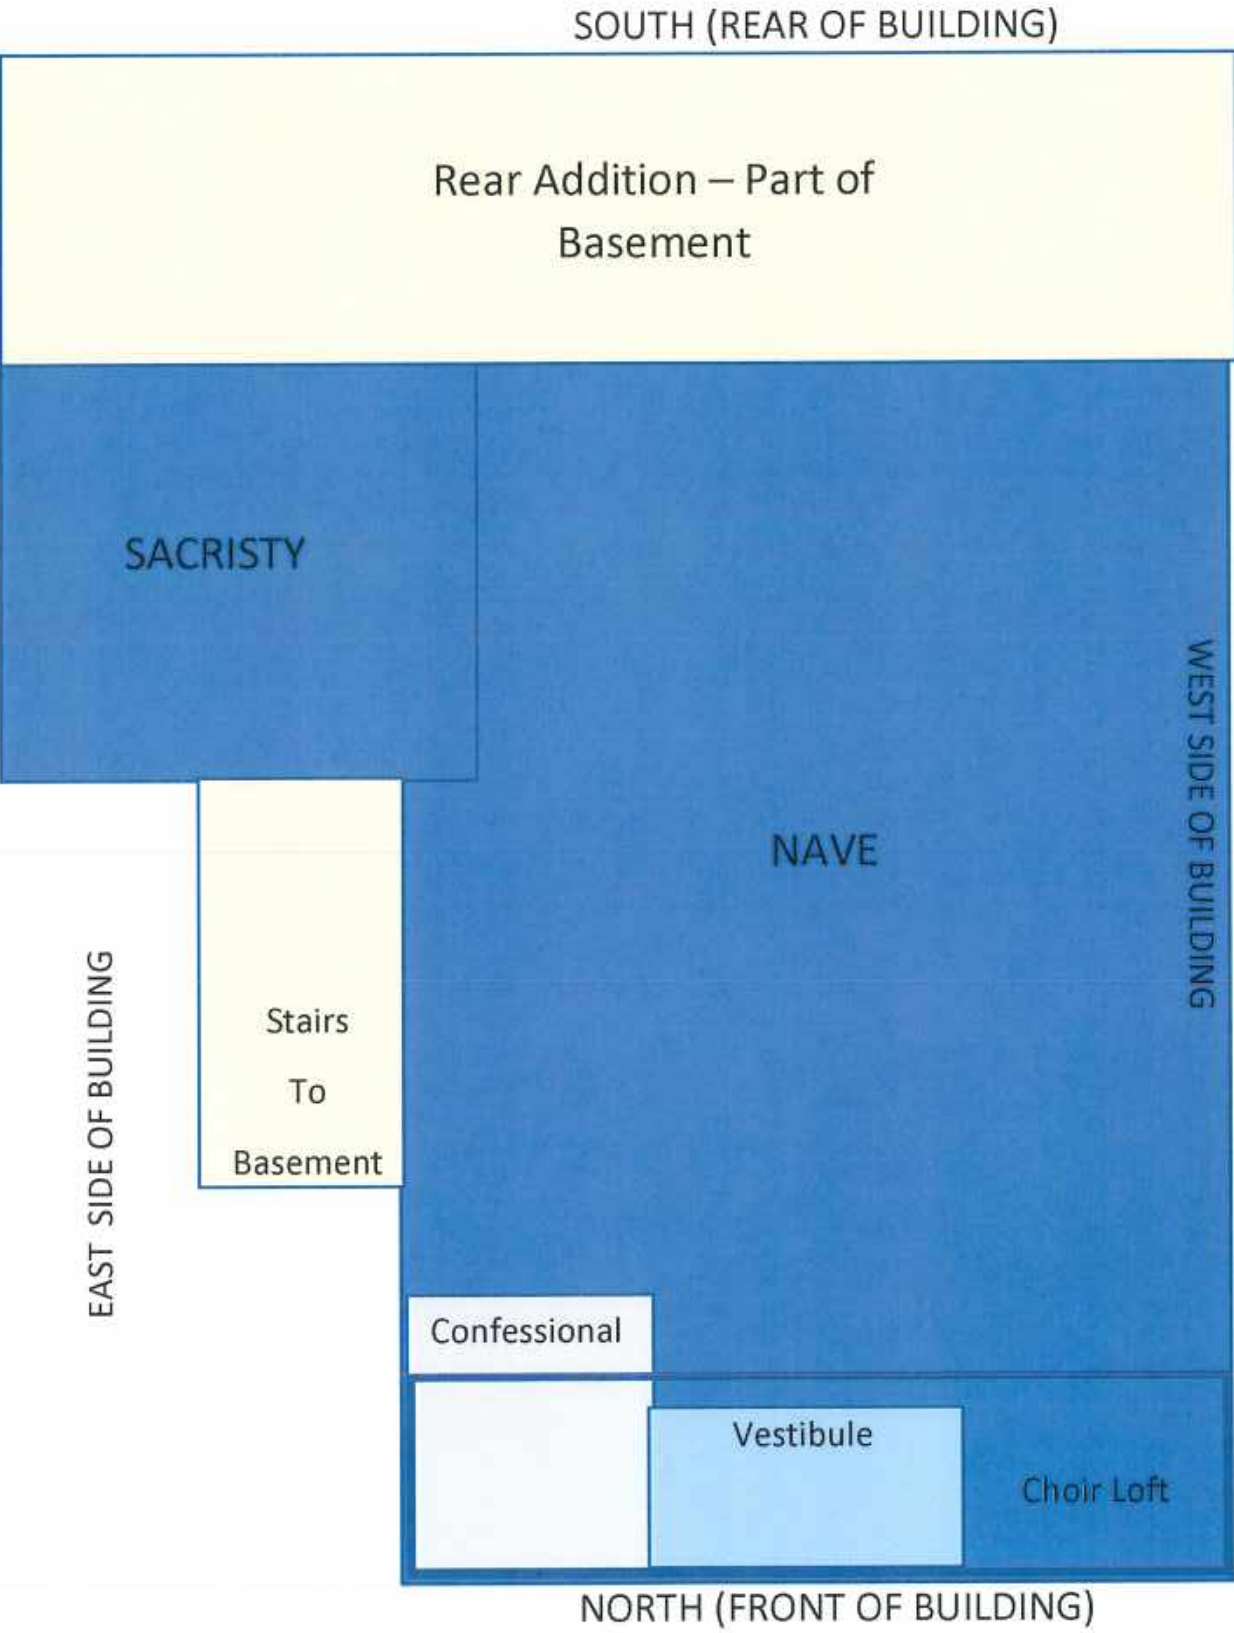 SOUTH (REAR OF BUILDING)
Rear Addition – Part of
Basement
SACRISTY
WEST SIDE OF BUILDING
NAVE
EAST SIDE OF BUILDING
Stairs
To
Basement
Confessional
Vestibule
Choir Loft
NORTH (FRONT OF BUILDING)